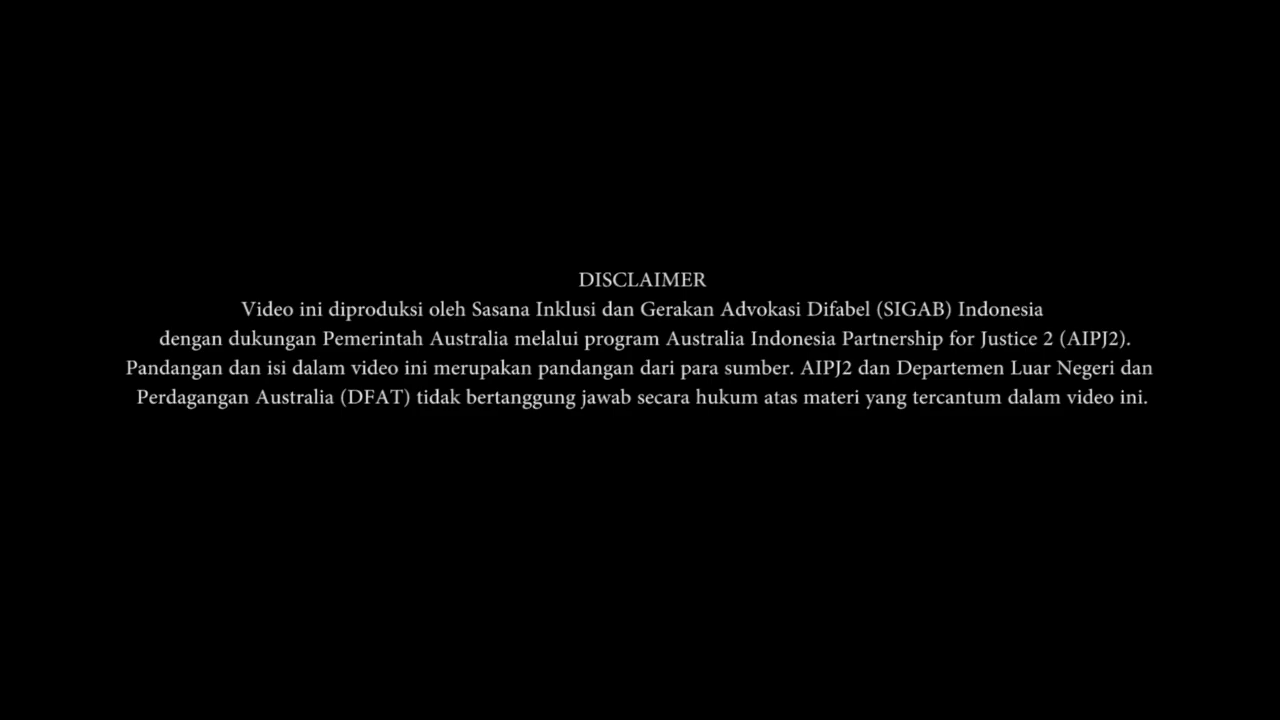 DISCLAIMER
Video ini diproduksi oleh Sasana Inklusi dan Gerakan Advokasi Difabel (SIGAB) Indonesia
dengan dukungan Pemerintah Australia melalui program Australia Indonesia Partnership for Justice 2 (AIPJ2).
Pandangan dan isi dalam video ini merupakan pandangan dari para sumber. AIPJ2 dan Departemen Luar Negeri dan
Perdagangan Australia (DFAT) tidak bertanggung jawab secara hukum atas materi yang tercantum dalam video ini.